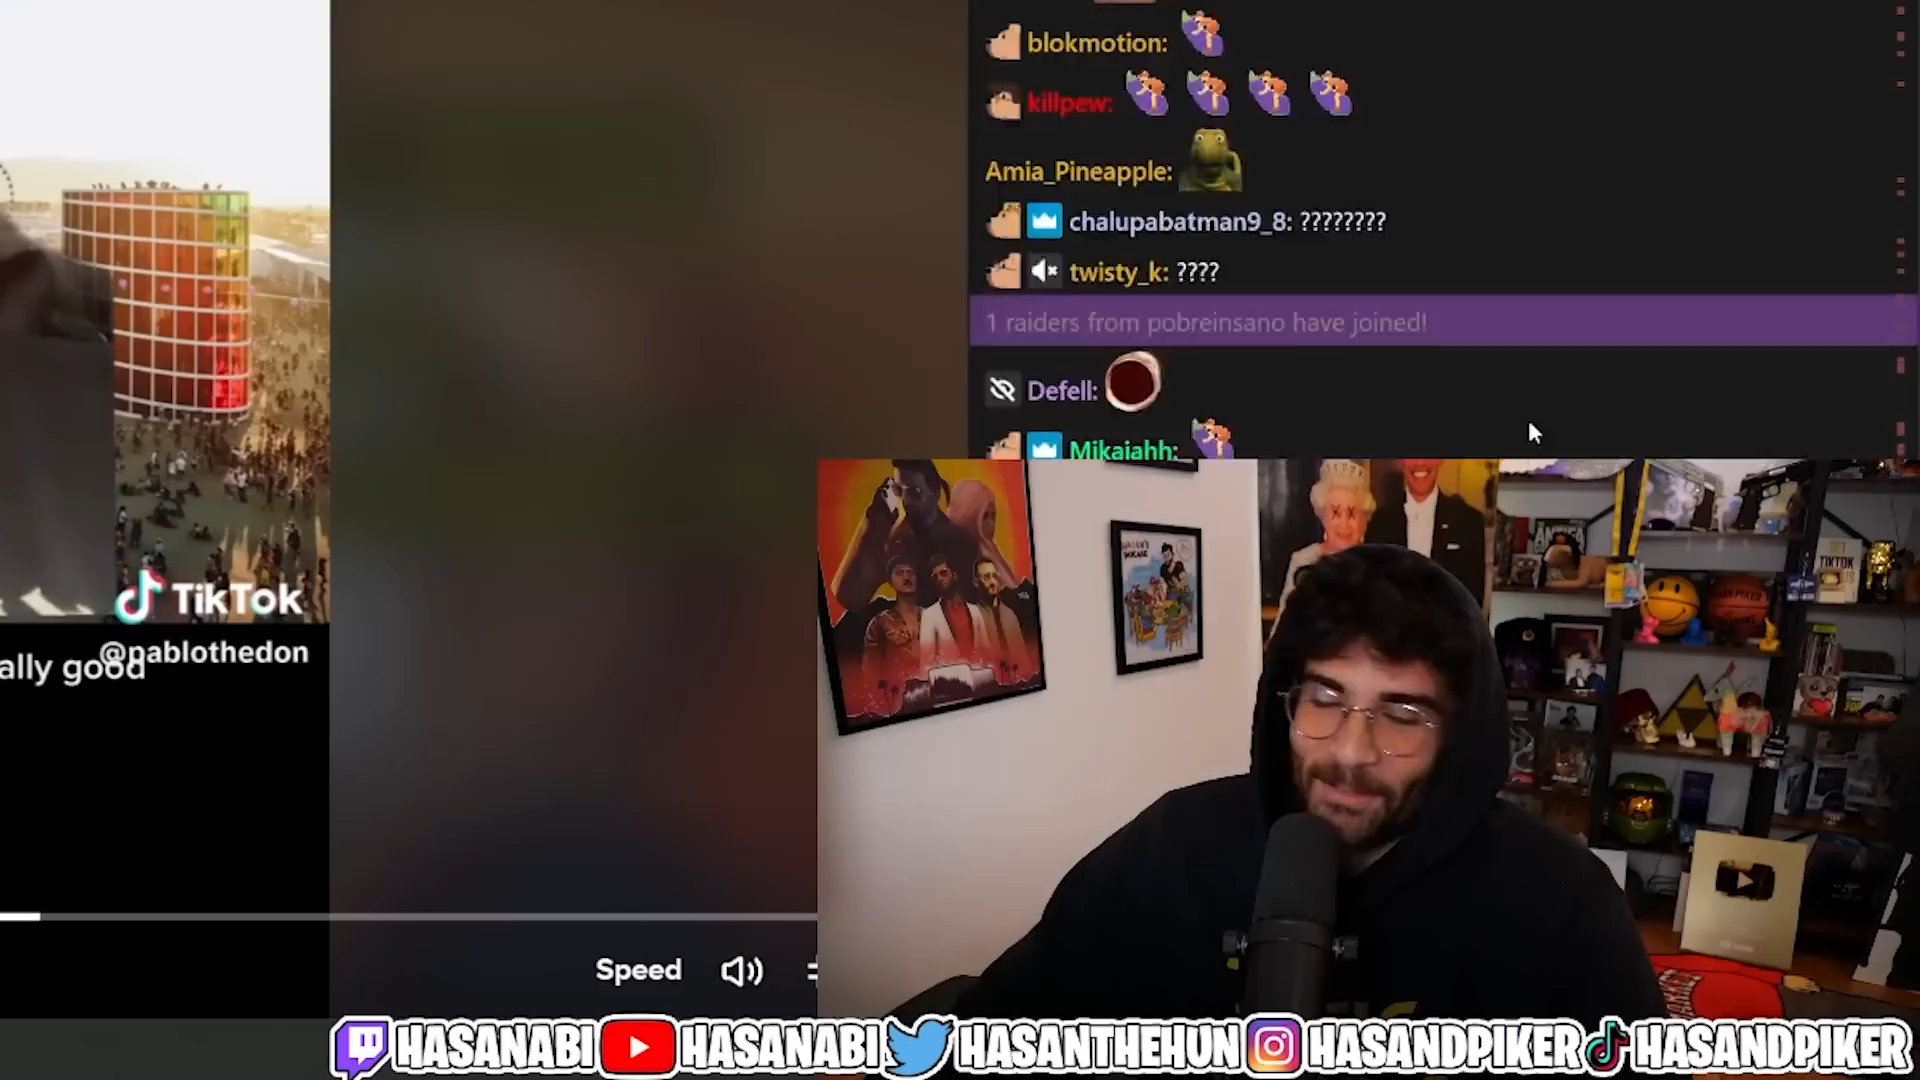 blokmotion:
killpew:
Amia_Pineapple:
chalupabatman9_8: ????????
twisty_k: ????
1 raiders from pobreinsano have joined!
Defell:
Mikaiahh:
TikTok
@pablothedon
ally good
Speed
HASANABI HASANABI HASANTHEHUN HASANDPIKER HASANDPIKER